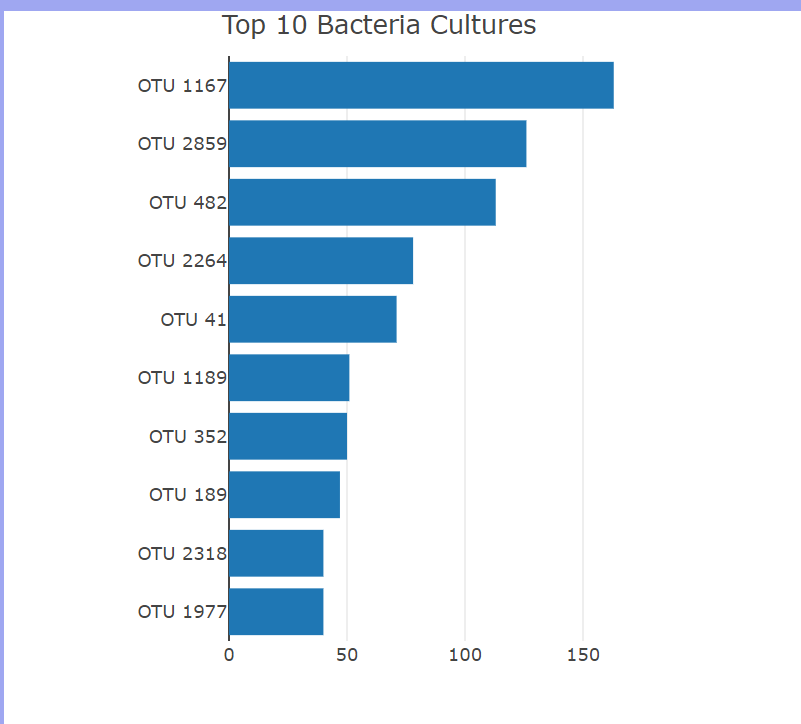 Top 10 Bacteria Cultures
OTU 1167
OTU 2859
OTU 482
OTU 2264
OTU 41
OTU 1189
OTU 352
OTU 189
OTU 2318
OTU 1977
0 50 100 150